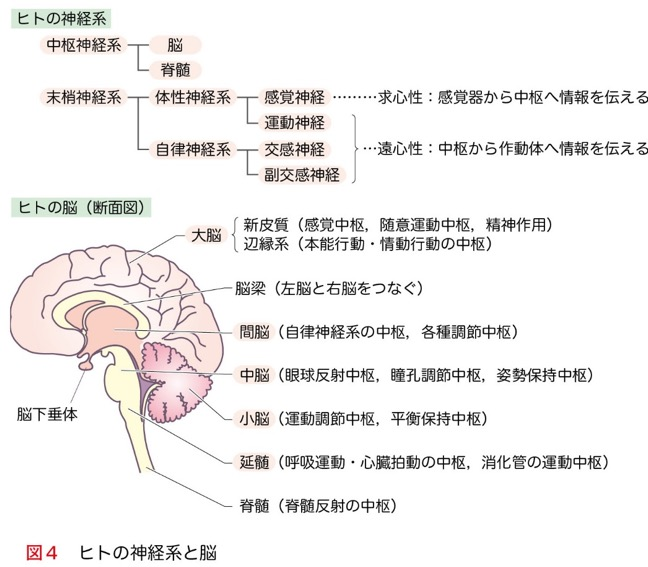 ヒトの神経系
中枢神経系 脳
脊髄
末梢神経系 体性神経系 感覚神経 ………求心性：感覚器から中枢へ情報を伝える
運動神経
自律神経系 交感神経 …遠心性：中枢から作動体へ情報を伝える
副交感神経
ヒトの脳（断面図）
大脳 新皮質（感覚中枢，随意運動中枢，精神作用）
辺縁系（本能行動・情動行動の中枢）
脳梁（左脳と右脳をつなぐ）
間脳（自律神経系の中枢，各種調節中枢）
中脳（眼球反射中枢，瞳孔調節中枢，姿勢保持中枢）
脳下垂体
小脳（運動調節中枢，平衡保持中枢）
延髄（呼吸運動・心臓拍動の中枢，消化管の運動中枢）
脊髄（脊髄反射の中枢）
図4 ヒトの神経系と脳